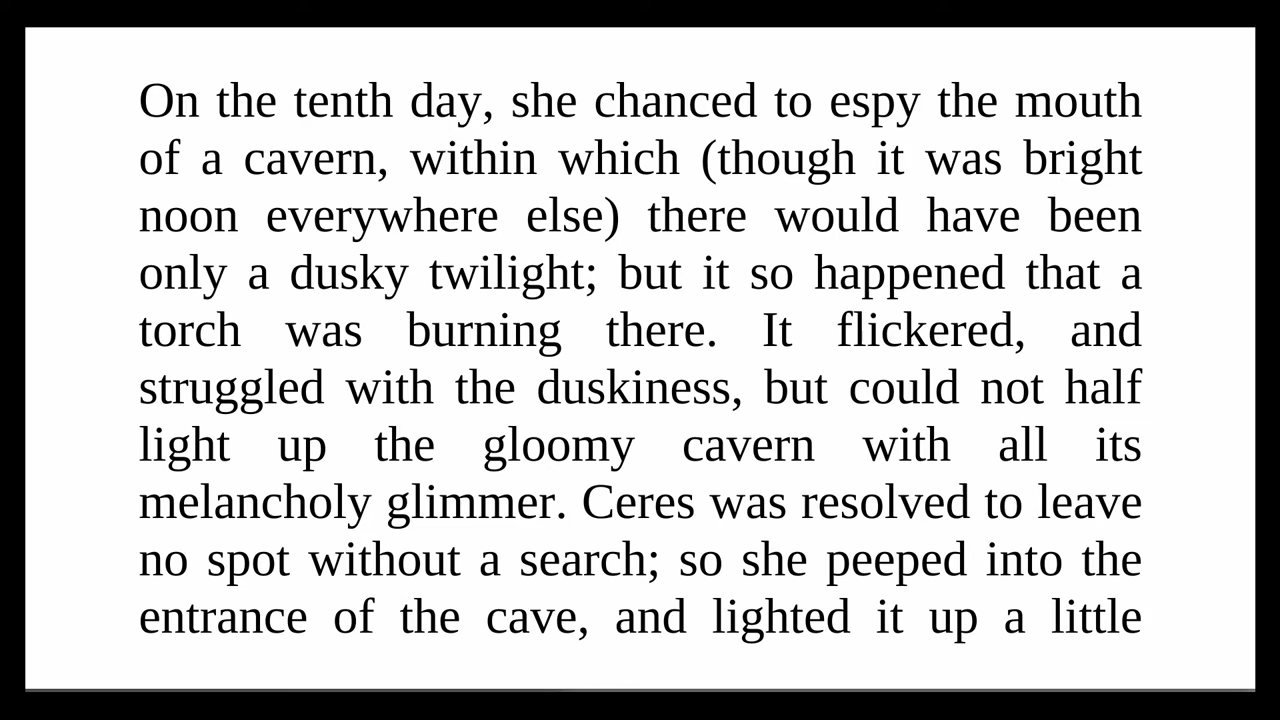 On the tenth day, she chanced to espy the mouth
of a cavern, within which (though it was bright
noon everywhere else) there would have been
only a dusky twilight; but it so happened that a
torch was burning there. It flickered, and
struggled with the duskiness, but could not half
light up the gloomy cavern with all its
melancholy glimmer. Ceres was resolved to leave
no spot without a search; so she peeped into the
entrance of the cave, and lighted it up a little